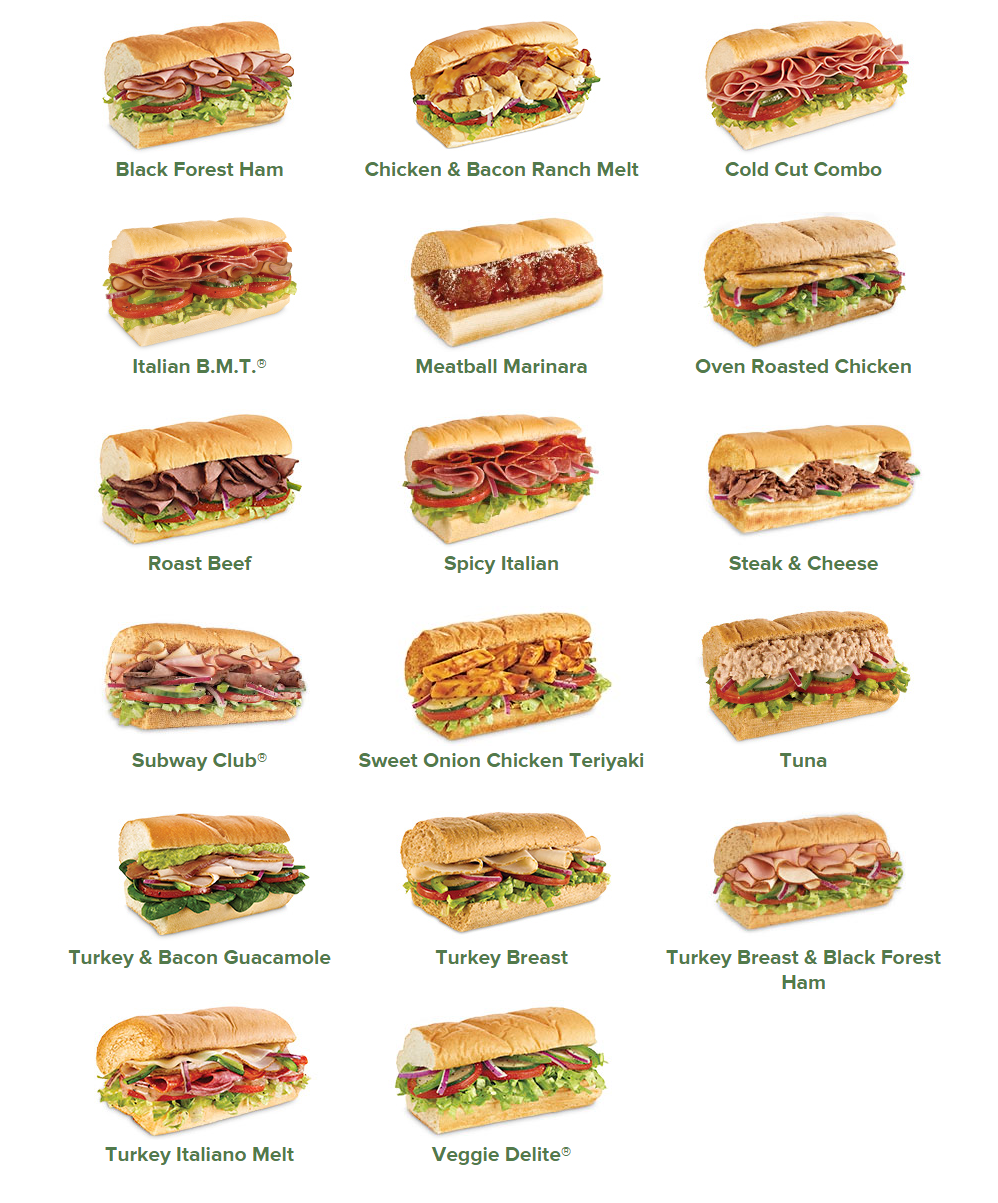 Black Forest Ham
Chicken & Bacon Ranch Melt
Cold Cut Combo
Italian B.M.T.®
Meatball Marinara
Oven Roasted Chicken
Roast Beef
Spicy Italian
Steak & Cheese
Subway Club®
Sweet Onion Chicken Teriyaki
Tuna
Turkey & Bacon Guacamole
Turkey Breast
Turkey Breast & Black Forest
Ham
Turkey Italiano Melt
Veggie Delite®